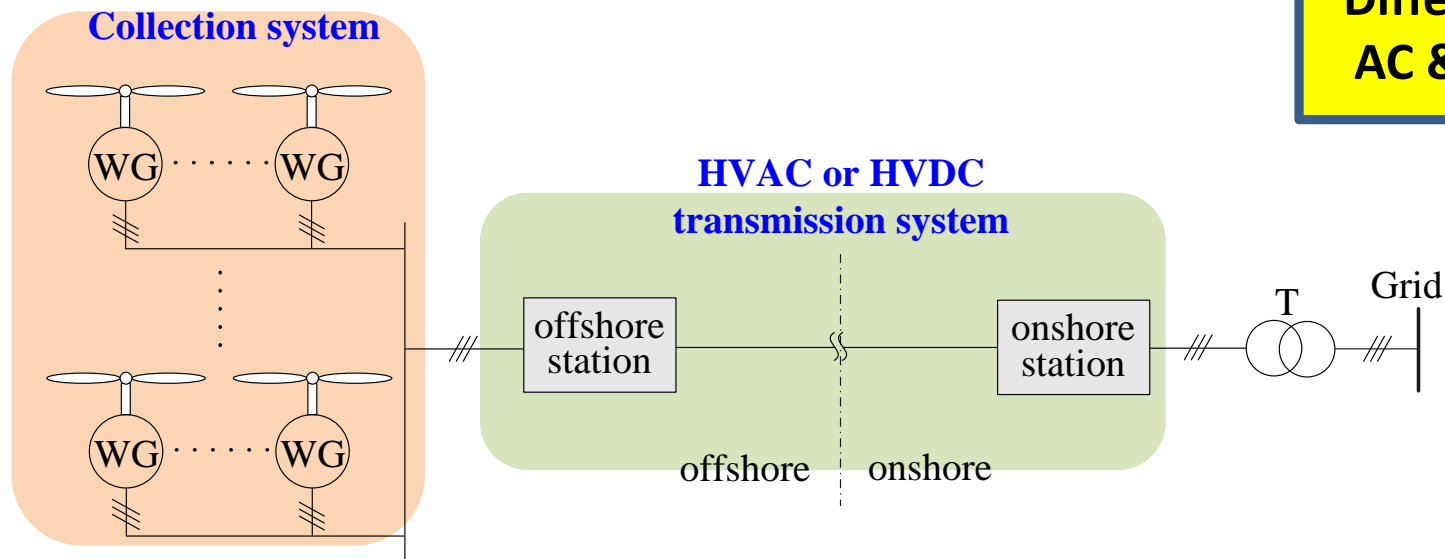 Collection system
AC &
WG
WG
HVAC or HVDC
transmission system
offshore
station
onshore
station
T
Grid
WG
WG
offshore
onshore